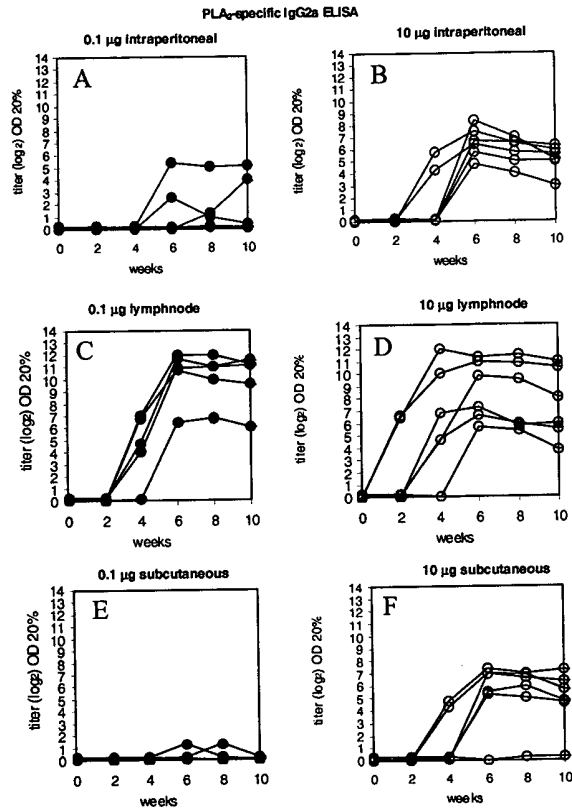 PLA₂-specific IgG2a ELISA
0.1 µg intraperitoneal
A
titer (log₂) OD 20%
14
13
12
11
10
9
8
7
6
5
4
3
2
1
0
0 2 4 6 8 10
weeks
10 µg intraperitoneal
B
titer (log₂) OD 20%
14
13
12
11
10
9
8
7
6
5
4
3
2
1
0
0 2 4 6 8 10
weeks
0.1 µg lymphnode
C
titer (log₂) OD 20%
14
13
12
11
10
9
8
7
6
5
4
3
2
1
0
0 2 4 6 8 10
weeks
10 µg lymphnode
D
titer (log₂) OD 20%
14
13
12
11
10
9
8
7
6
5
4
3
2
1
0
0 2 4 6 8 10
weeks
0.1 µg subcutaneous
E
titer (log₂) OD 20%
14
13
12
11
10
9
8
7
6
5
4
3
2
1
0
0 2 4 6 8 10
weeks
10 µg subcutaneous
F
titer (log₂) OD 20%
14
13
12
11
10
9
8
7
6
5
4
3
2
1
0
0 2 4 6 8 10
weeks